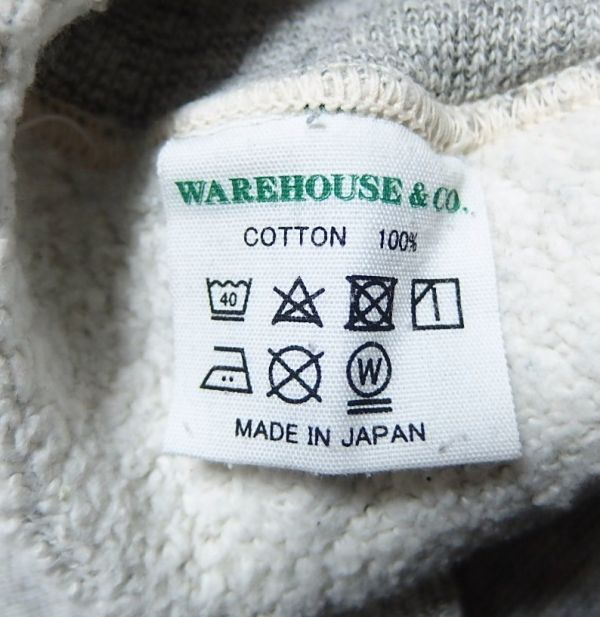 WAREHOUSE & CO.
COTTON 100%
40
W
MADE IN JAPAN